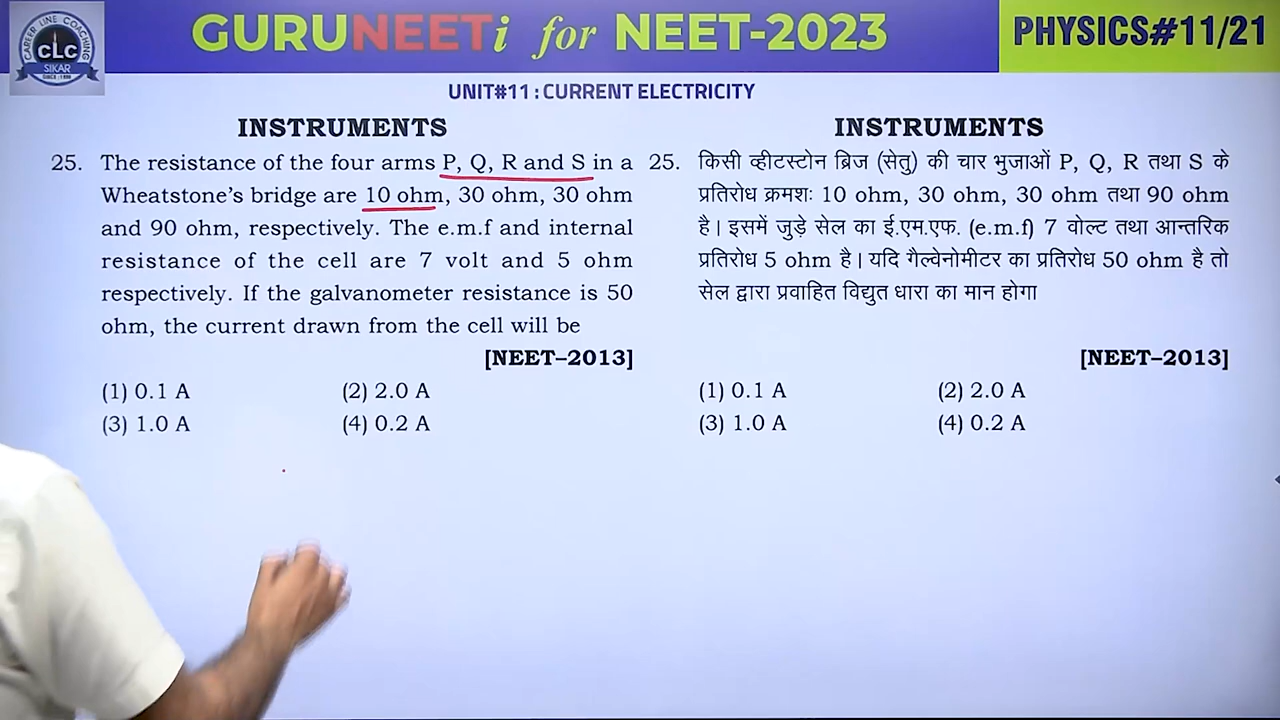 GURUNEETi for NEET-2023
PHYSICS#11/21
CAREER LINE COACHING
CLC
SIKAR
SINCE : 1996
UNIT#11 : CURRENT ELECTRICITY
INSTRUMENTS
25. The resistance of the four arms P, Q, R and S in a
Wheatstone's bridge are 10 ohm, 30 ohm, 30 ohm
and 90 ohm, respectively. The e.m.f and internal
resistance of the cell are 7 volt and 5 ohm
respectively. If the galvanometer resistance is 50
ohm, the current drawn from the cell will be
[NEET–2013]
(1) 0.1 A (2) 2.0 A
(3) 1.0 A (4) 0.2 A
INSTRUMENTS
25. किसी व्हीटस्टोन ब्रिज (सेतु) की चार भुजाओं P, Q, R तथा S के
प्रतिरोध क्रमशः 10 ohm, 30 ohm, 30 ohm तथा 90 ohm
है। इसमें जुड़े सेल का ई.एम.एफ. (e.m.f) 7 वोल्ट तथा आन्तरिक
प्रतिरोध 5 ohm है। यदि गैल्वेनोमीटर का प्रतिरोध 50 ohm है तो
सेल द्वारा प्रवाहित विद्युत धारा का मान होगा
[NEET–2013]
(1) 0.1 A (2) 2.0 A
(3) 1.0 A (4) 0.2 A